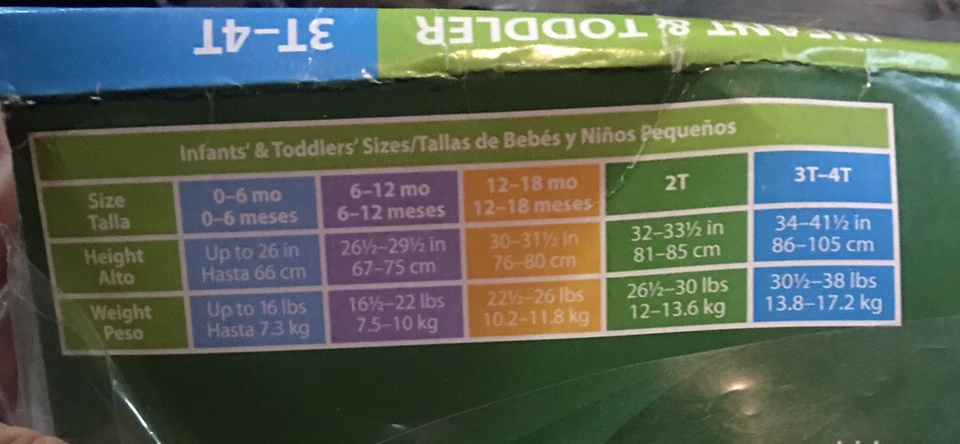 3T–4T
INFANT & TODDLER
Infants' & Toddlers' Sizes/Tallas de Bebés y Niños Pequeños
Size
Talla
0–6 mo
0–6 meses
6–12 mo
6–12 meses
12–18 mo
12–18 meses
2T
3T–4T
Height
Alto
Up to 26 in
Hasta 66 cm
26½–29½ in
67–75 cm
30–31½ in
76–80 cm
32–33½ in
81–85 cm
34–41½ in
86–105 cm
Weight
Peso
Up to 16 lbs
Hasta 7.3 kg
16½–22 lbs
7.5–10 kg
22½–26 lbs
10.2–11.8 kg
26½–30 lbs
12–13.6 kg
30½–38 lbs
13.8–17.2 kg